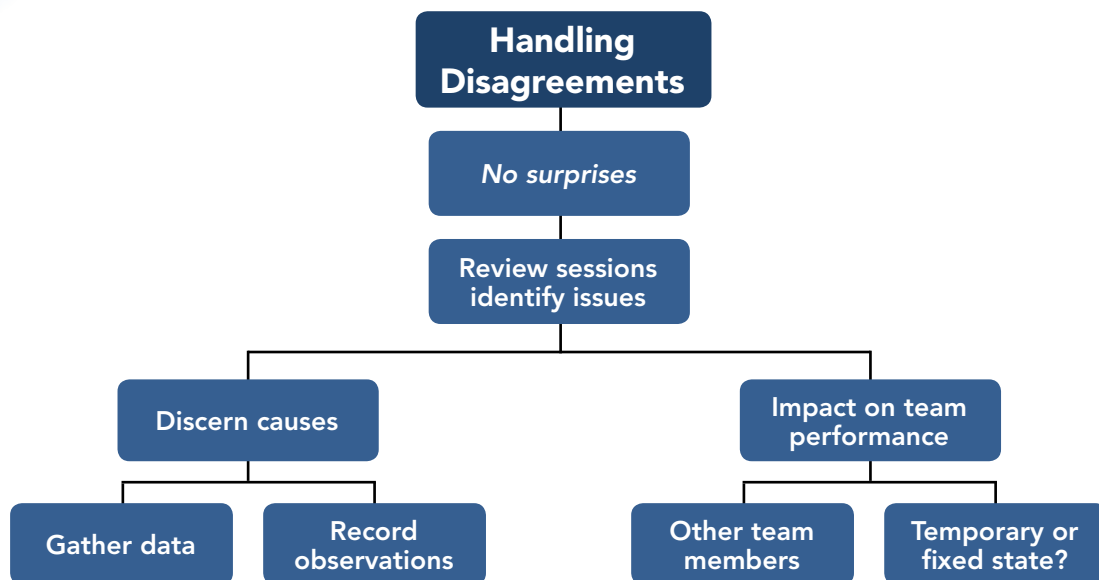 Handling
Disagreements
No surprises
Review sessions
identify issues
Discern causes
Impact on team
performance
Gather data
Record
observations
Other team
members
Temporary or
fixed state?